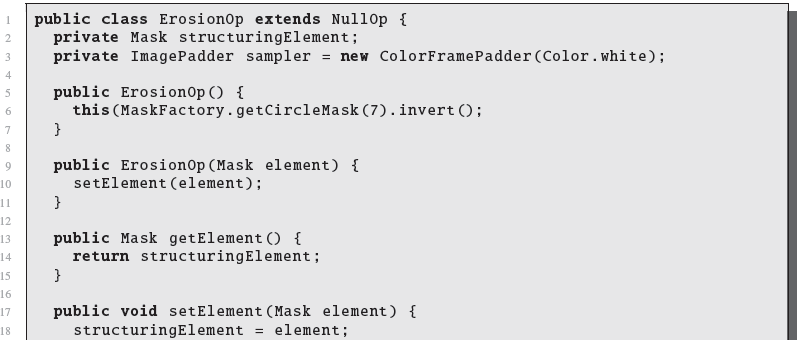 1 public class ErosionOp extends NullOp {
2 private Mask structuringElement;
3 private ImagePadder sampler = new ColorFramePadder(Color.white);
4
5 public ErosionOp() {
6 this(MaskFactory.getCircleMask(7).invert();
7 }
8
9 public ErosionOp(Mask element) {
10 setElement(element);
11 }
12
13 public Mask getElement() {
14 return structuringElement;
15 }
16
17 public void setElement(Mask element) {
18 structuringElement = element;